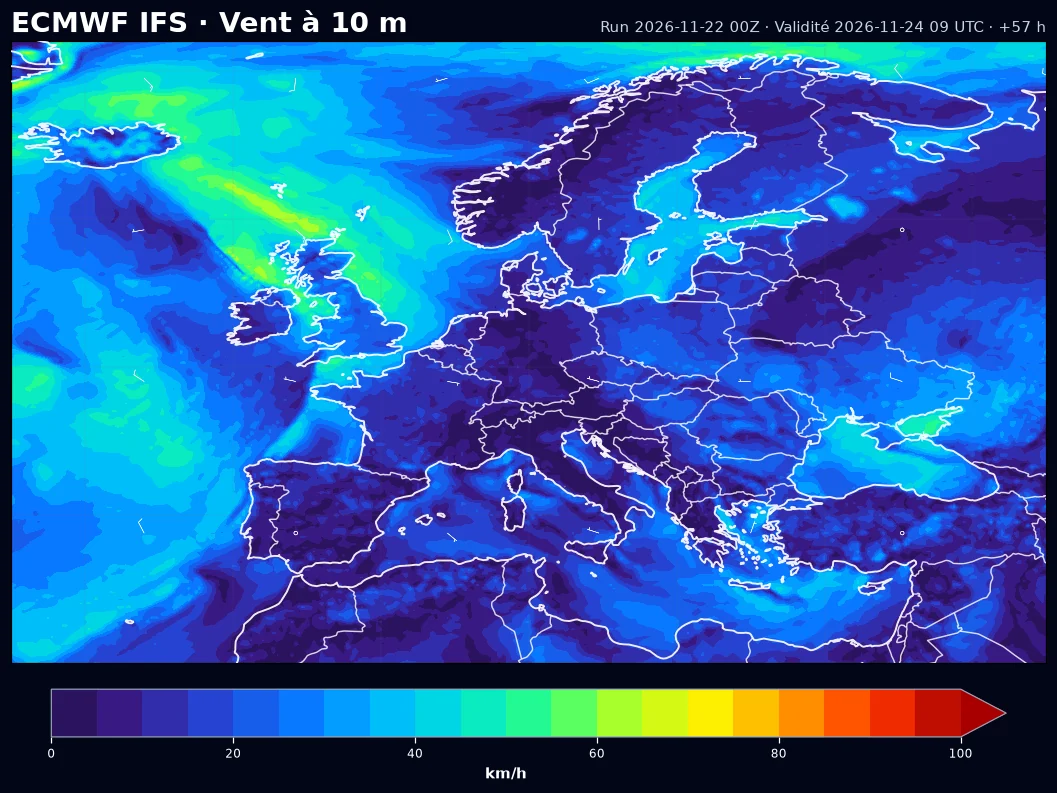 ECMWF IFS · Vent à 10 m
Run 2026-11-22 00Z · Validité 2026-11-24 09 UTC · +57 h
0 20 40 60 80 100
km/h